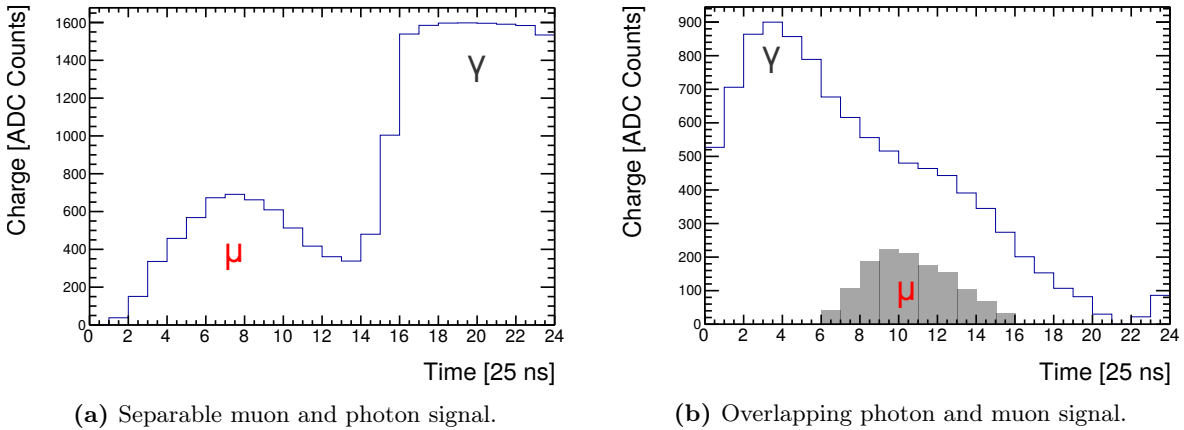 Charge [ADC Counts]
1600
1400
1200
1000
800
600
400
200
0
γ
μ
0 2 4 6 8 10 12 14 16 18 20 22 24
Time [25 ns]
(a) Separable muon and photon signal.
Charge [ADC Counts]
900
800
700
600
500
400
300
200
100
0
γ
μ
0 2 4 6 8 10 12 14 16 18 20 22 24
Time [25 ns]
(b) Overlapping photon and muon signal.